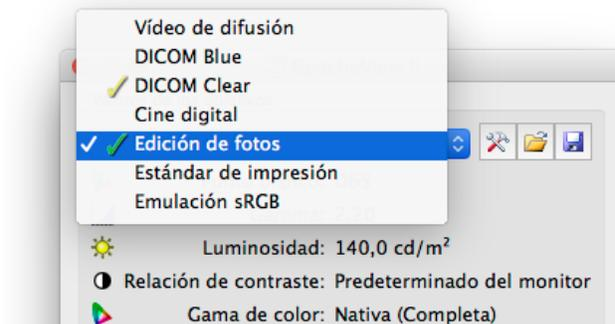 Vídeo de difusión
DICOM Blue
DICOM Clear
Cine digital
Edición de fotos
Estándar de impresión
Emulación sRGB
Luminosidad: 140,0 cd/m²
Relación de contraste: Predeterminado del monitor
Gama de color: Nativa (Completa)